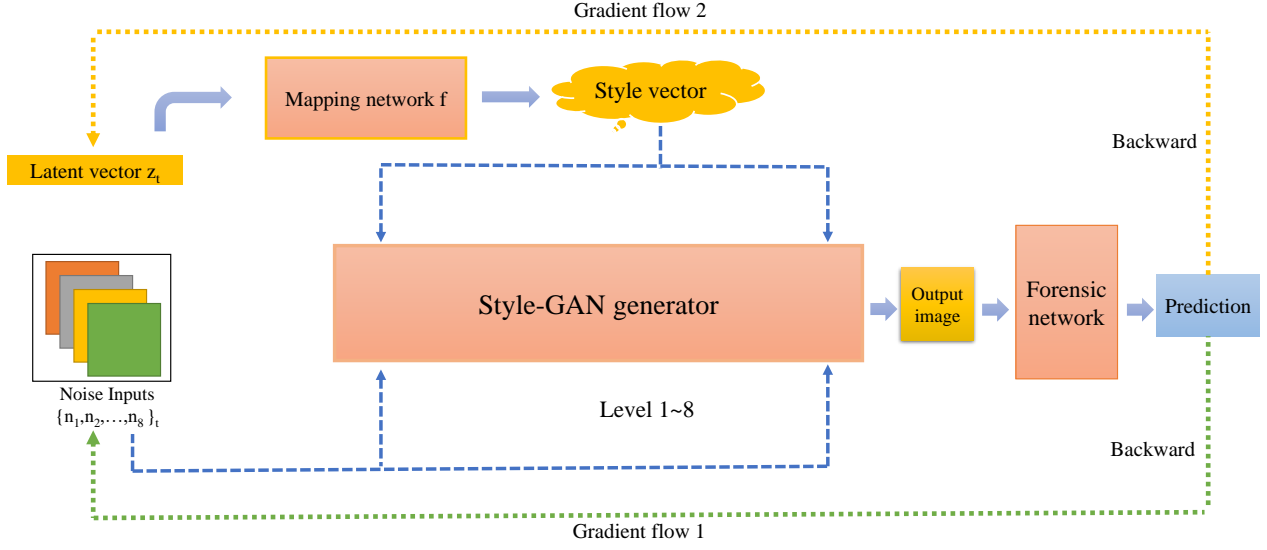 Gradient flow 2
Mapping network f
Style vector
Backward
Latent vector zₜ
Style-GAN generator
Output
image
Forensic
network
Prediction
Noise Inputs
{n₁,n₂,…,n₈ }ₜ
Level 1~8
Backward
Gradient flow 1